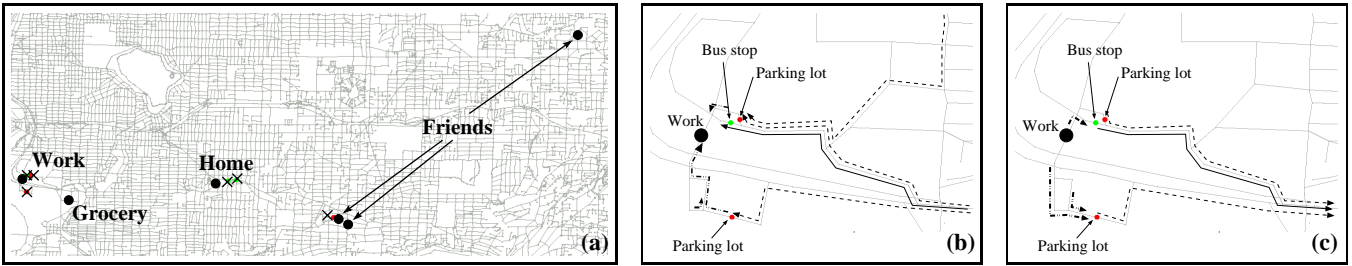 Friends
Work
Home
Grocery
(a)
Bus stop
Parking lot
Work
Parking lot
(b)
Bus stop
Parking lot
Work
Parking lot
(c)